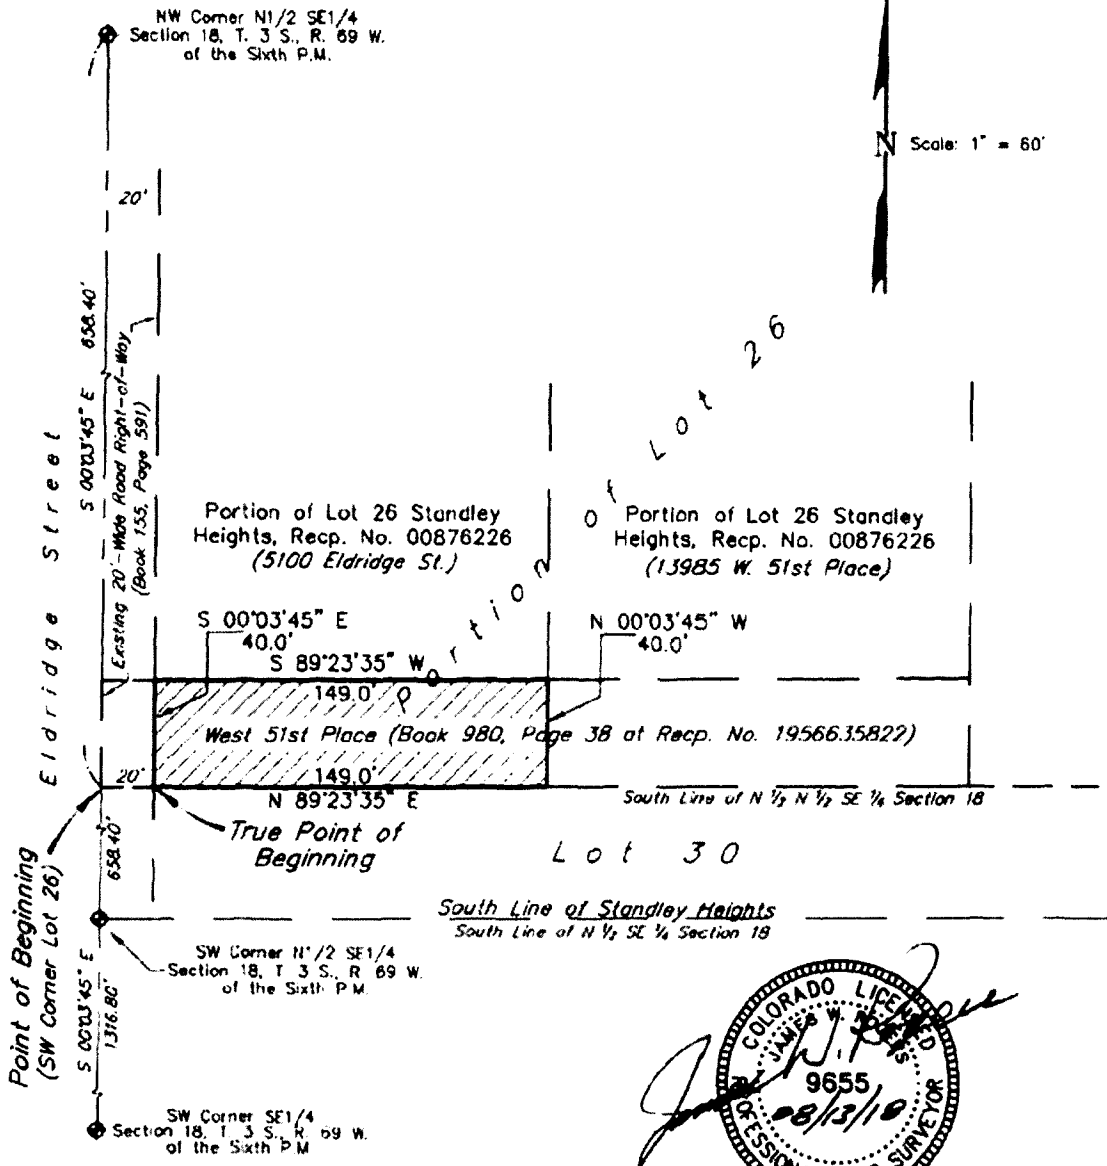 NW Corner N1/2 SE1/4
Section 18, T. 3 S., R. 69 W.
of the Sixth P.M.
N
Scale: 1" = 60'
20'
S 00°03'45" E 658.40'
Existing 20'-Wide Road Right-of-Way
(Book 155, Page 591)
Eldridge Street
Portion of Lot 26
Portion of Lot 26 Standley
Heights, Recp. No. 00876226
(5100 Eldridge St.)
Portion of Lot 26 Standley
Heights, Recp. No. 00876226
(13985 W. 51st Place)
S 00°03'45" E
40.0'
N 00°03'45" W
40.0'
S 89°23'35" W
149.0'
West 51st Place (Book 980, Page 38 at Recp. No. 1956635822)
20'
149.0'
N 89°23'35" E
South Line of N ½ N ½ SE ¼ Section 18
True Point of
Beginning
Lot 30
658.40'
Point of Beginning
(SW Corner Lot 26)
South Line of Standley Heights
South Line of N ½ SE ¼ Section 18
SW Corner N1/2 SE1/4
Section 18, T 3 S., R 69 W.
of the Sixth P.M.
S 00°03'45" E
1316.80'
SW Corner SE1/4
Section 18, T 3 S., R. 69 W.
of the Sixth P.M
COLORADO LICENSED
JAMES W.
9655
08/13/18
SURVEYOR